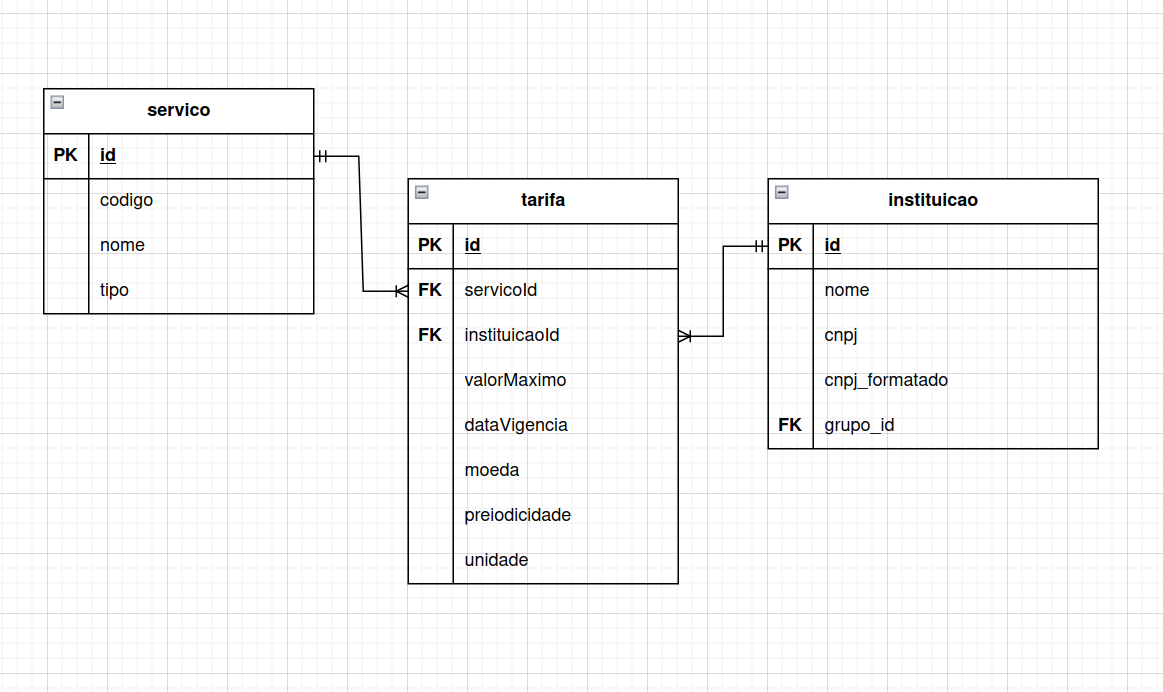 servico
PK id
codigo
nome
tipo
tarifa
PK id
FK servicoId
FK instituicaoId
valorMaximo
dataVigencia
moeda
preiodicidade
unidade
instituicao
PK id
nome
cnpj
cnpj_formatado
FK grupo_id